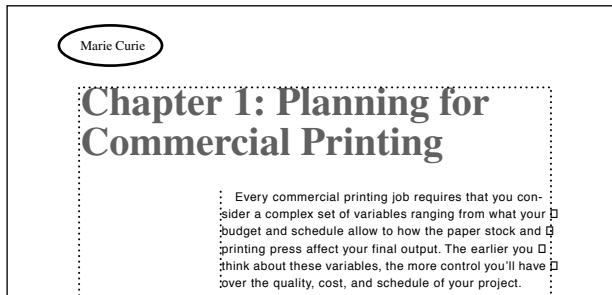 Marie Curie
Chapter 1: Planning for
Commercial Printing
Every commercial printing job requires that you con-
sider a complex set of variables ranging from what your
budget and schedule allow to how the paper stock and
printing press affect your final output. The earlier you
think about these variables, the more control you'll have
over the quality, cost, and schedule of your project.